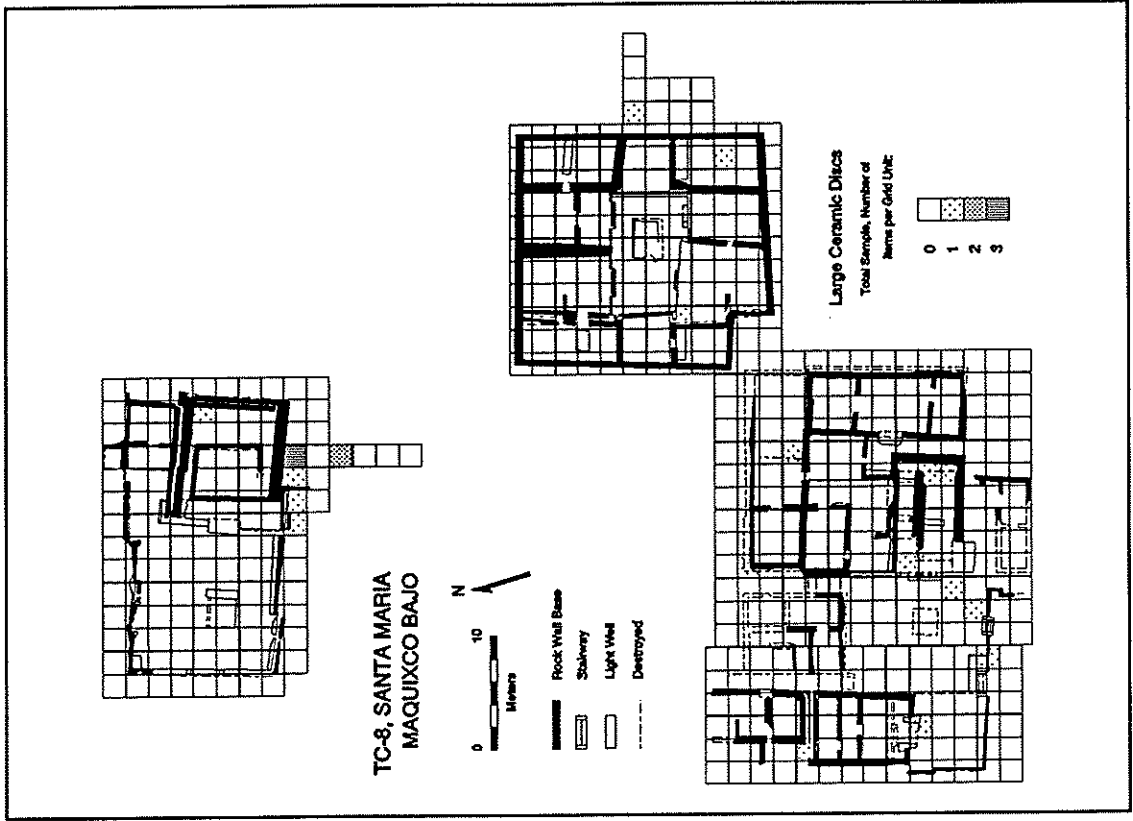 TC-8, SANTA MARIA
MAQUIXCO BAJO
N
0 10
Meters
Rock Wall Base
Stairway
Light Well
Destroyed
Large Ceramic Discs
Total Sample, Number of
Items per Grid Unit:
0
1
2
3